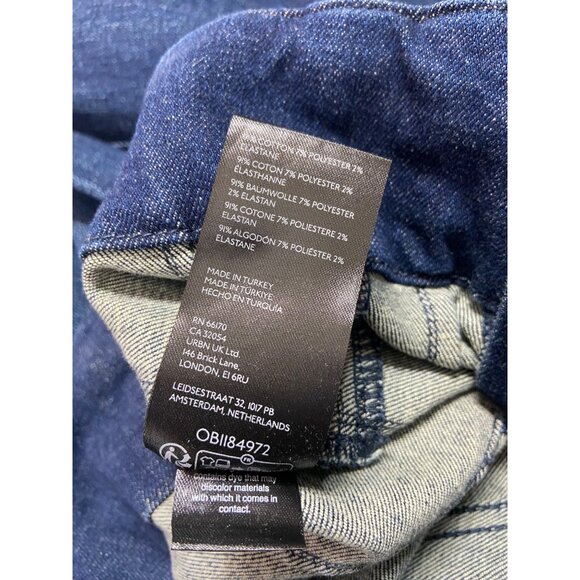 COTTON 7% POLYESTER 2%
ELASTANE
91% COTON 7% POLYESTER 2%
ÉLASTHANNE
91% BAUMWOLLE 7% POLYESTER
2% ELASTAN
91% COTONE 7% POLIESTERE 2%
ELASTAN
91% ALGODÓN 7% POLIÉSTER 2%
ELASTANE
MADE IN TURKEY
MADE IN TÜRKIYE
HECHO EN TURQUÍA
RN 66170
CA 32054
URBN UK Ltd.
146 Brick Lane,
LONDON, E1 6RU
LEIDSESTRAAT 32, 1017 PB
AMSTERDAM, NETHERLANDS
OB1184972
FR
contains dye that may
discolor materials
with which it comes in
contact.